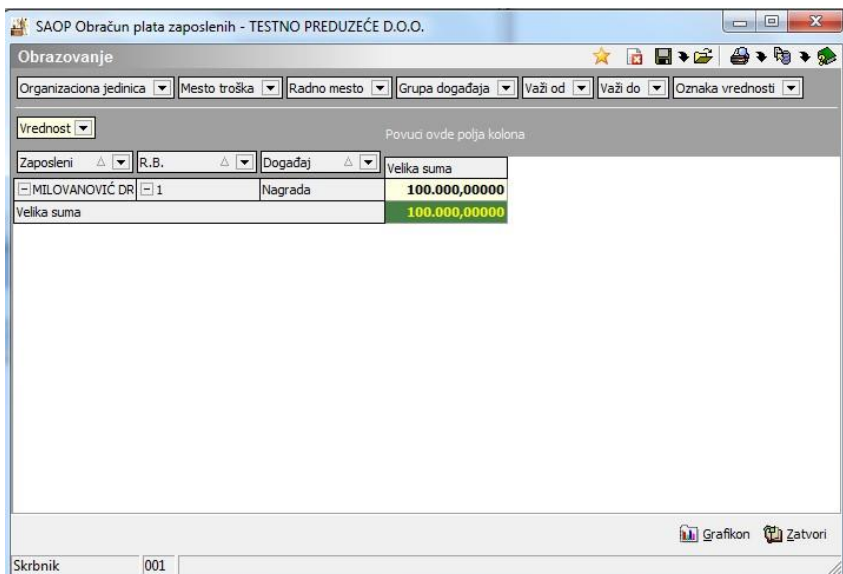 SAOP Obračun plata zaposlenih - TESTNO PREDUZEĆE D.O.O.
Obrazovanje
Organizaciona jedinica Mesto troška Radno mesto Grupa događaja Važi od Važi do Oznaka vrednosti
Vrednost
Povuci ovde polja kolona
Zaposleni R.B. Događaj Velika suma
MILOVANOVIĆ DR 1 Nagrada 100.000,00000
Velika suma 100.000,00000
Grafikon Zatvori
Skrbnik 001